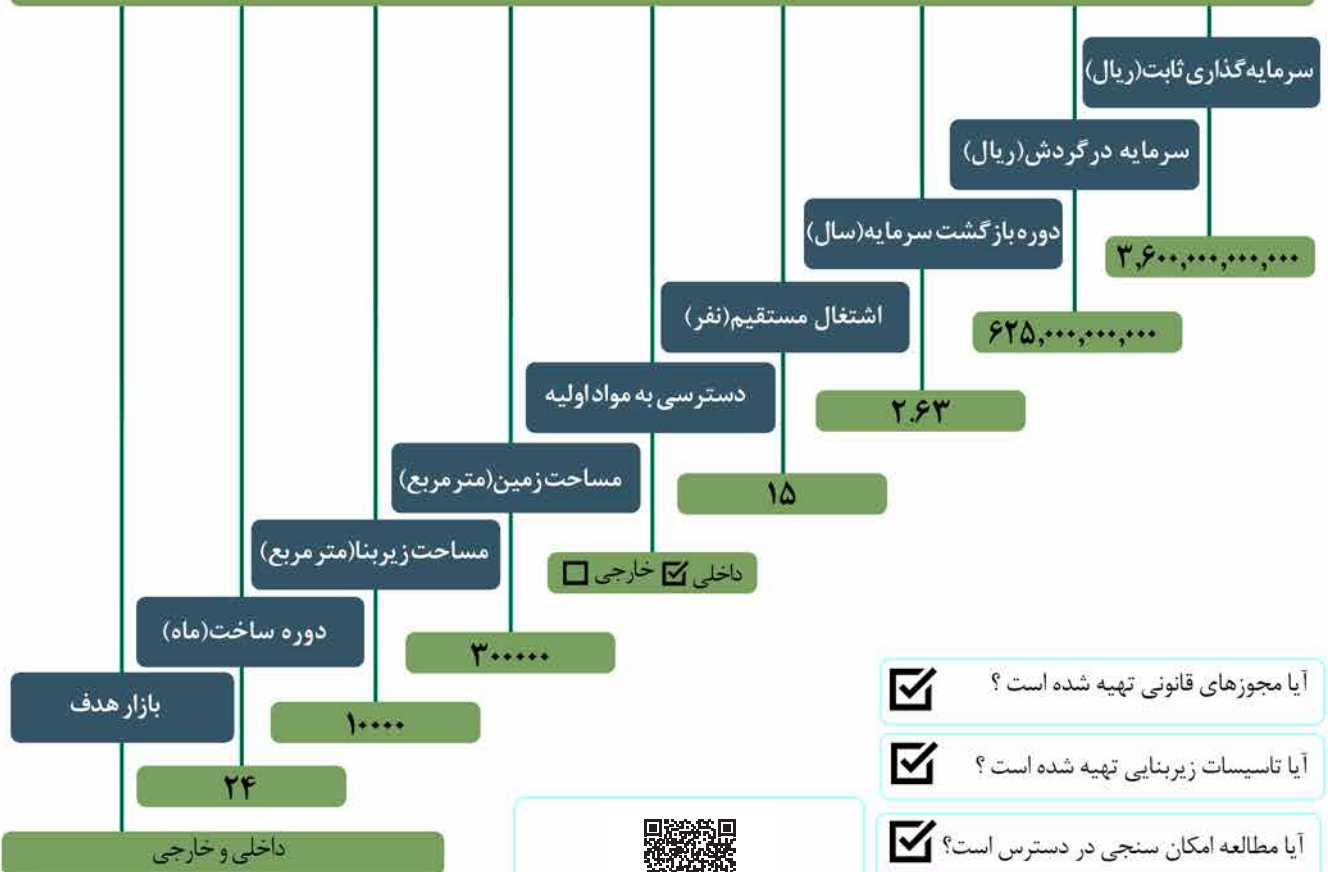 سرمایه‌گذاری ثابت(ریال)
۳,۶۰۰,۰۰۰,۰۰۰,۰۰۰
سرمایه درگردش(ریال)
۶۲۵,۰۰۰,۰۰۰,۰۰۰
دوره بازگشت سرمایه(سال)
۲.۶۳
اشتغال مستقیم(نفر)
۱۵
دسترسی به مواد اولیه
داخلی ☑ خارجی ☐
مساحت زمین(متر مربع)
۳۰۰۰۰۰
مساحت زیربنا(متر مربع)
۱۰۰۰۰
دوره ساخت(ماه)
۲۴
بازار هدف
داخلی و خارجی
آیا مجوزهای قانونی تهیه شده است ؟ ☑
آیا تاسیسات زیربنایی تهیه شده است ؟ ☑
آیا مطالعه امکان سنجی در دسترس است؟ ☑